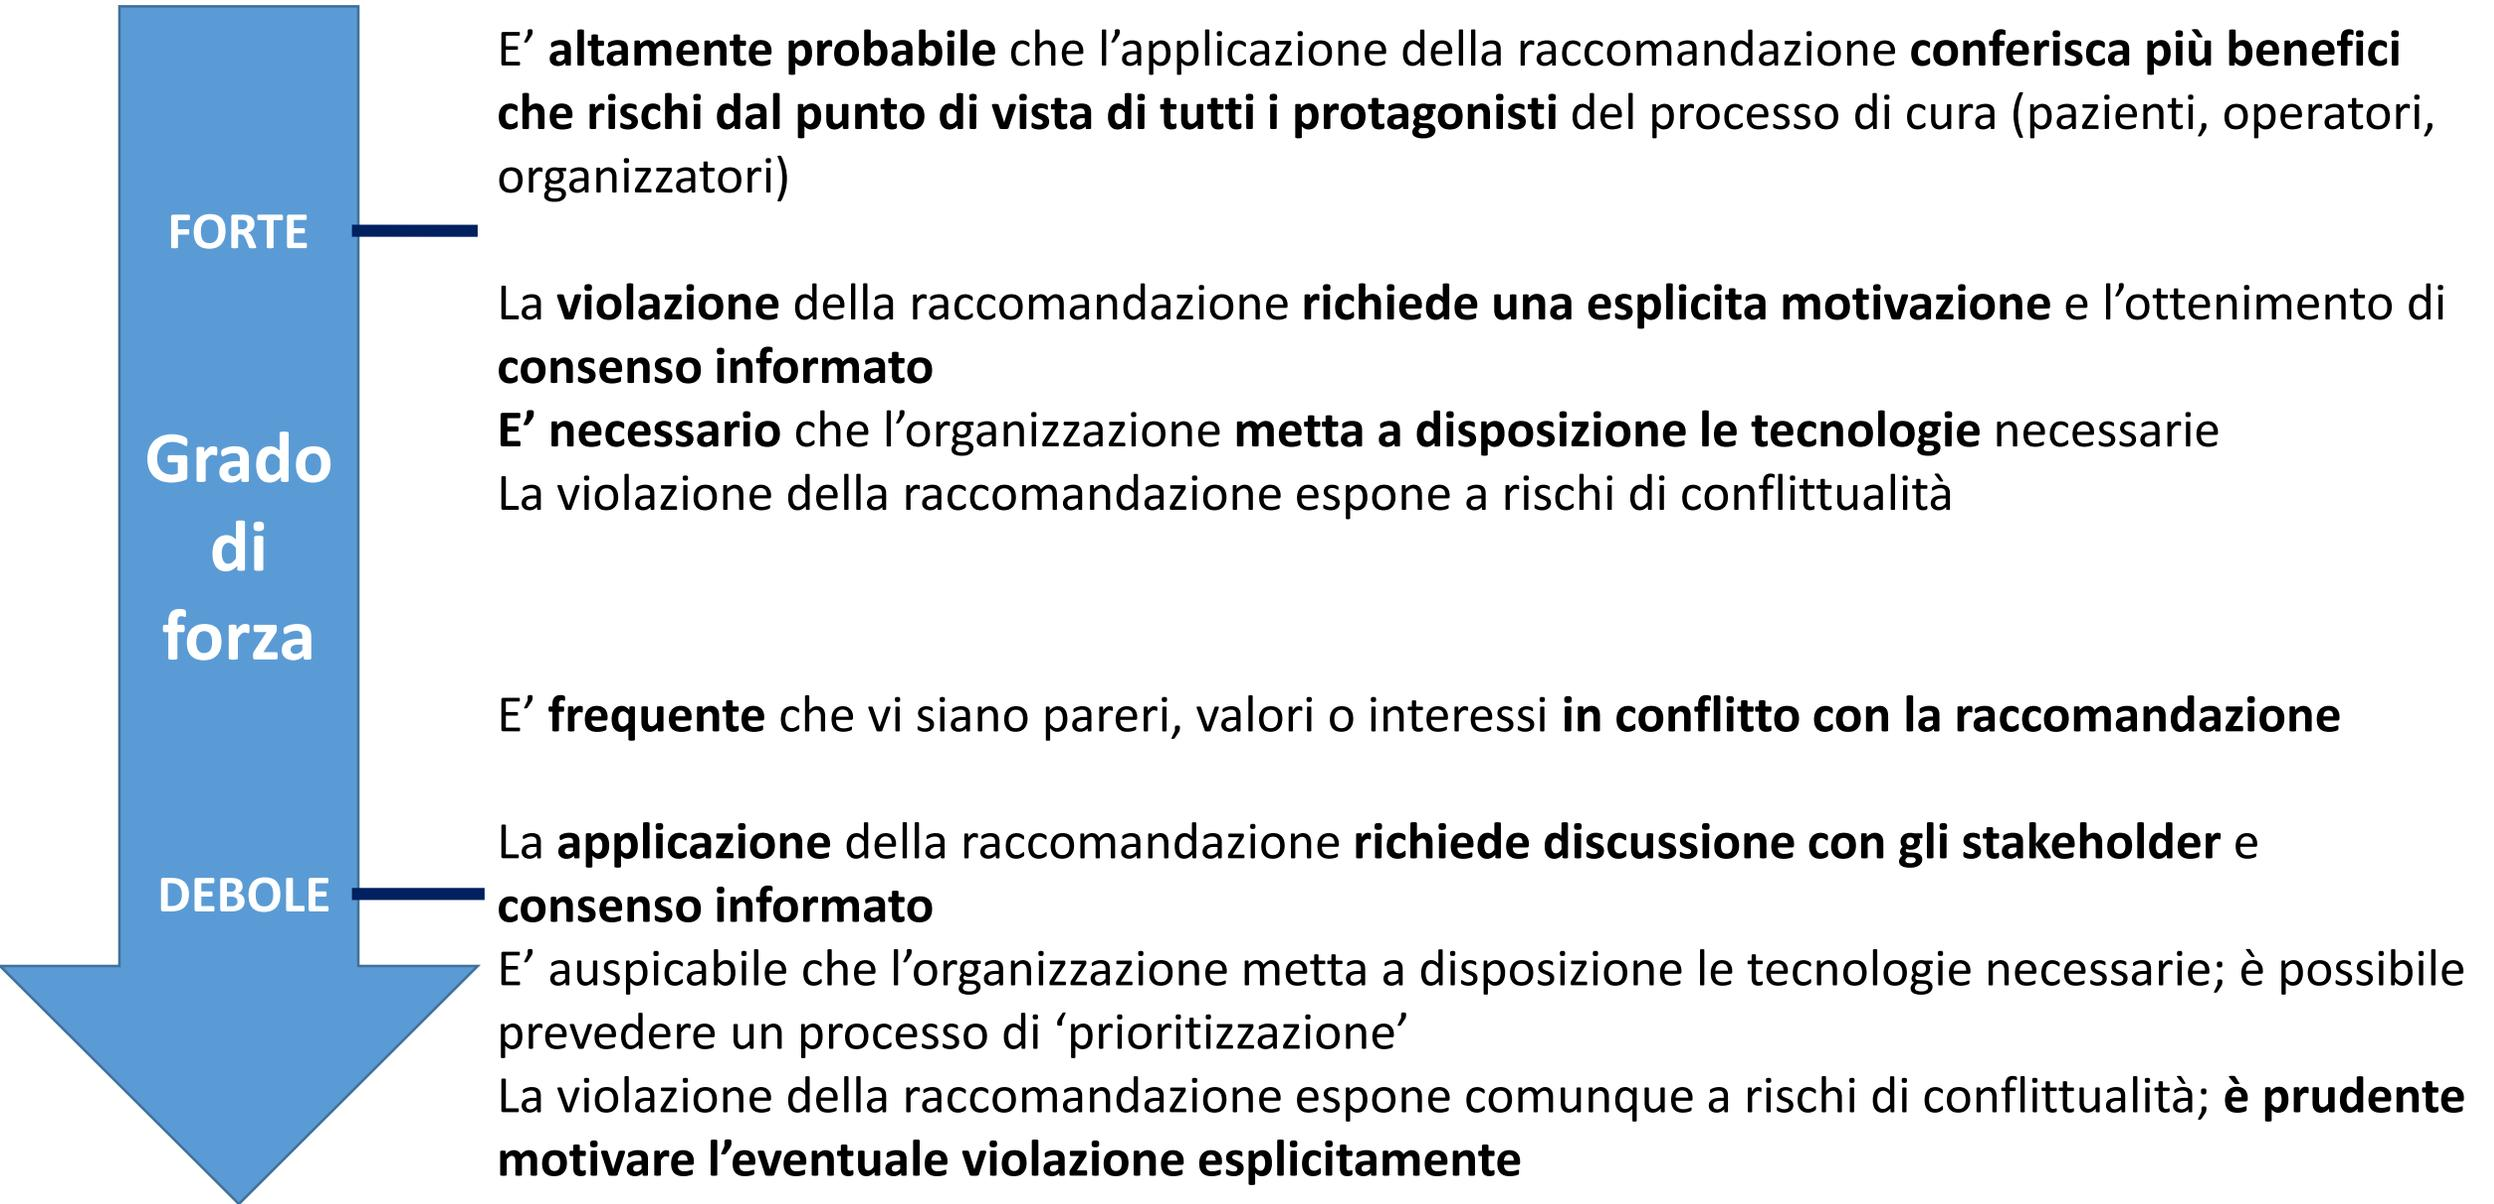 E’ altamente probabile che l’applicazione della raccomandazione conferisca più benefici
che rischi dal punto di vista di tutti i protagonisti del processo di cura (pazienti, operatori,
organizzatori)
FORTE
La violazione della raccomandazione richiede una esplicita motivazione e l’ottenimento di
consenso informato
E’ necessario che l’organizzazione metta a disposizione le tecnologie necessarie
La violazione della raccomandazione espone a rischi di conflittualità
Grado
di
forza
E’ frequente che vi siano pareri, valori o interessi in conflitto con la raccomandazione
DEBOLE
La applicazione della raccomandazione richiede discussione con gli stakeholder e
consenso informato
E’ auspicabile che l’organizzazione metta a disposizione le tecnologie necessarie; è possibile
prevedere un processo di ‘prioritizzazione’
La violazione della raccomandazione espone comunque a rischi di conflittualità; è prudente
motivare l’eventuale violazione esplicitamente